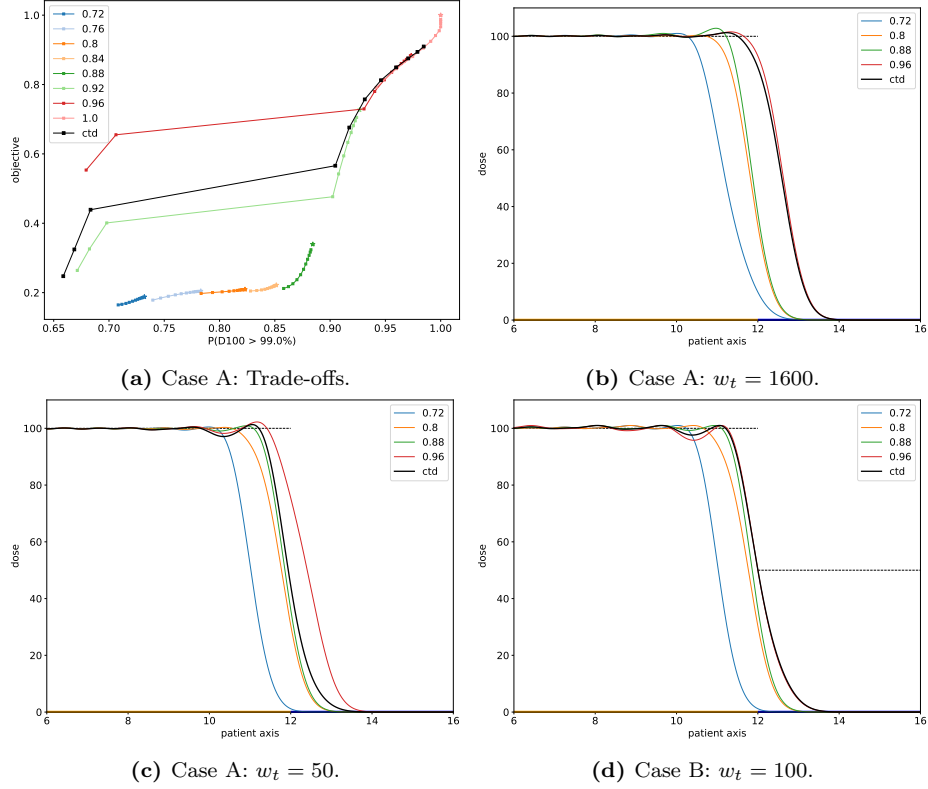 1.0
0.8
0.6
0.4
0.2
objective
0.72
0.76
0.8
0.84
0.88
0.92
0.96
1.0
ctd
0.65 0.70 0.75 0.80 0.85 0.90 0.95 1.00
P(D100 > 99.0%)
(a) Case A: Trade-offs.
100
80
60
40
20
0
dose
0.72
0.8
0.88
0.96
ctd
6 8 10 12 14 16
patient axis
(b) Case A: w_t = 1600.
100
80
60
40
20
0
dose
0.72
0.8
0.88
0.96
ctd
6 8 10 12 14 16
patient axis
(c) Case A: w_t = 50.
100
80
60
40
20
0
dose
0.72
0.8
0.88
0.96
ctd
6 8 10 12 14 16
patient axis
(d) Case B: w_t = 100.